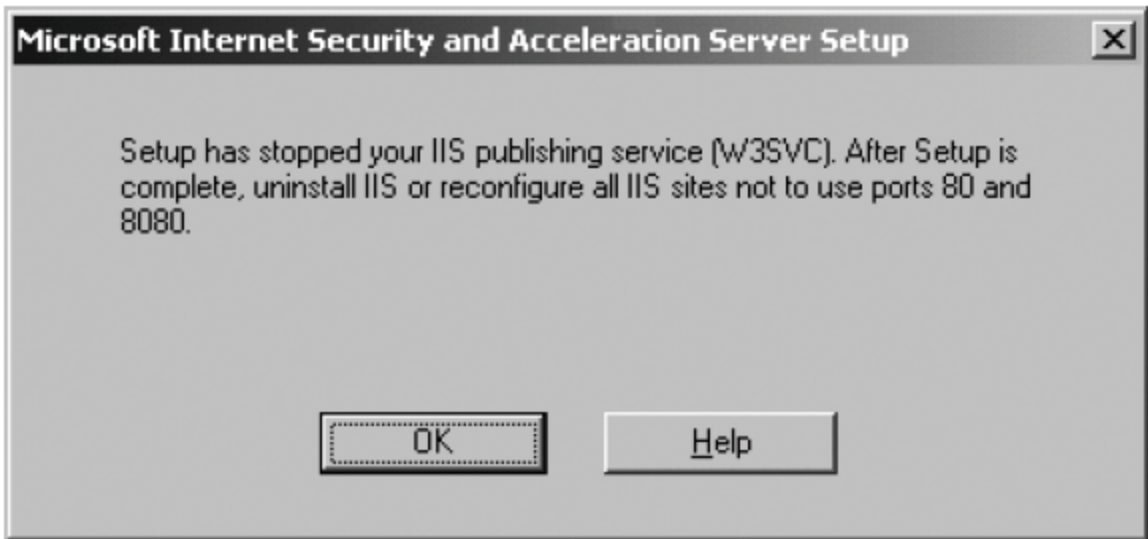 Microsoft Internet Security and Acceleration Server Setup
Setup has stopped your IIS publishing service (W3SVC). After Setup is
complete, uninstall IIS or reconfigure all IIS sites not to use ports 80 and
8080.
OK
Help